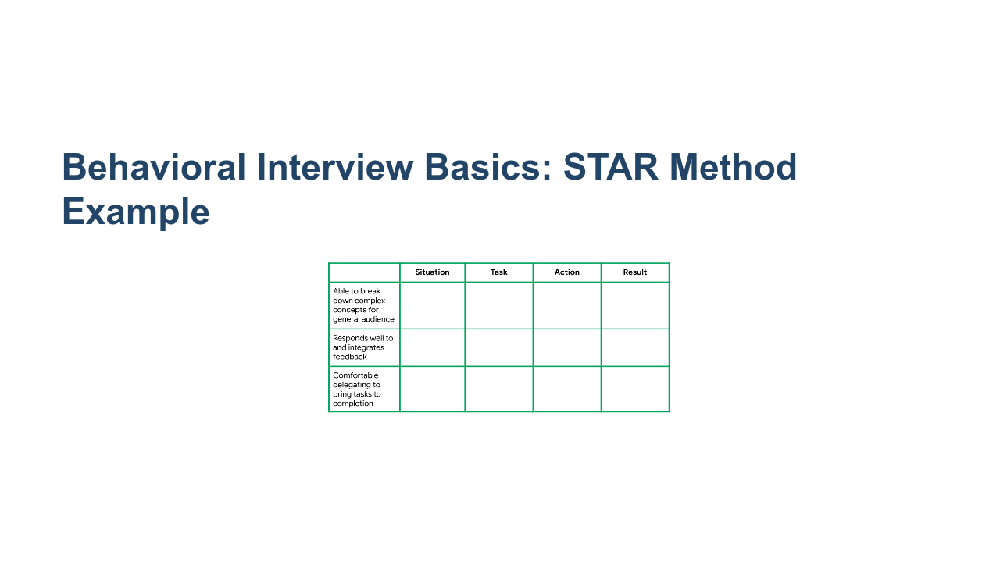 Behavioral Interview Basics: STAR Method
Example
Situation Task Action Result
Able to break
down complex
concepts for
general audience
Responds well to
and integrates
feedback
Comfortable
delegating to
bring tasks to
completion